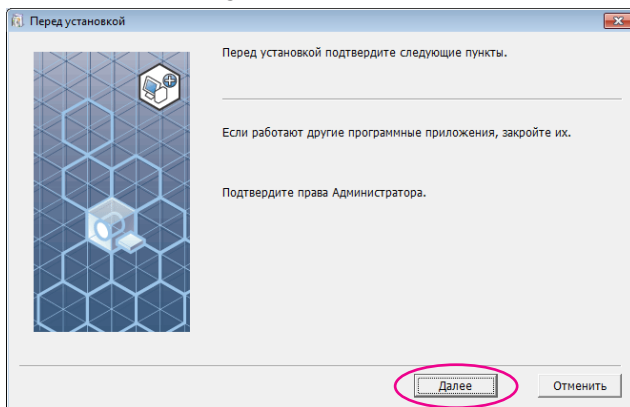 Перед установкой
Перед установкой подтвердите следующие пункты.
Если работают другие программные приложения, закройте их.
Подтвердите права Администратора.
Далее
Отменить